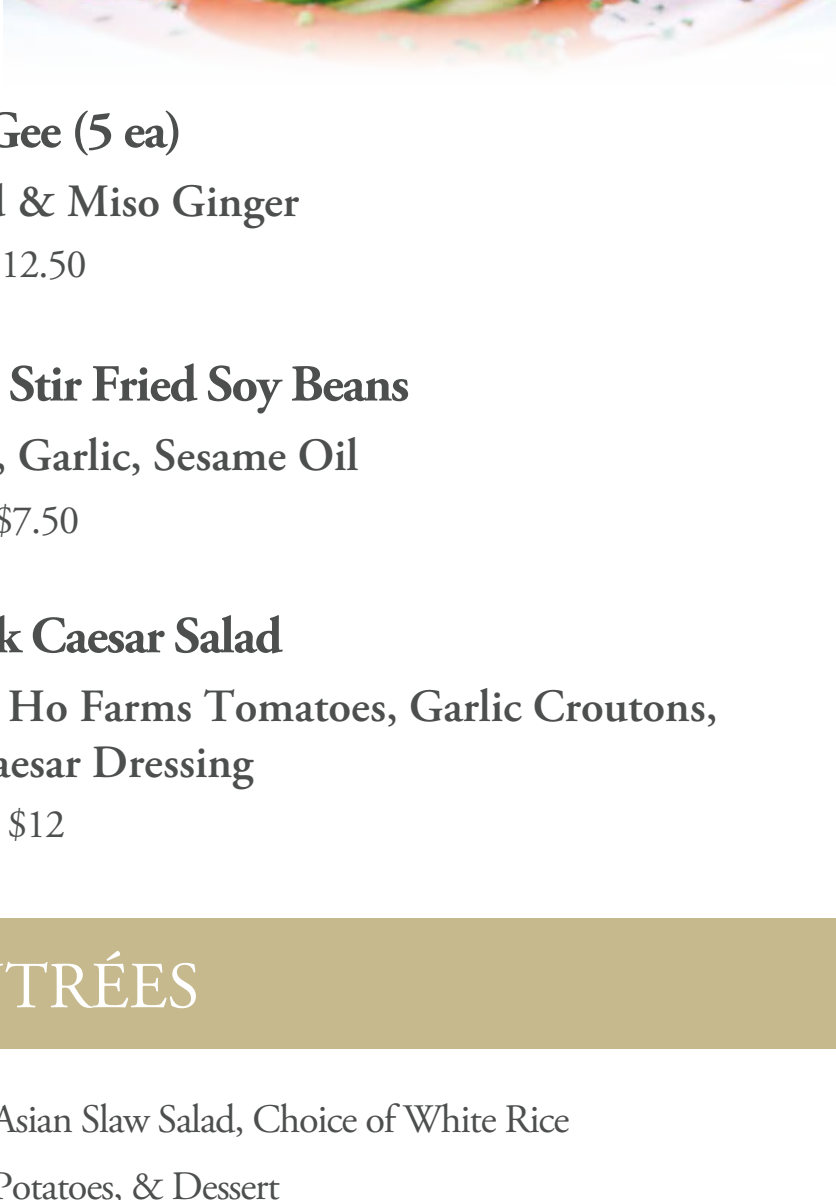 Gee (5 ea)
& Miso Ginger
12.50
Stir Fried Soy Beans
, Garlic, Sesame Oil
$7.50
k Caesar Salad
Ho Farms Tomatoes, Garlic Croutons,
aesar Dressing
$12
TRÉES
Asian Slaw Salad, Choice of White Rice
Potatoes, & Dessert